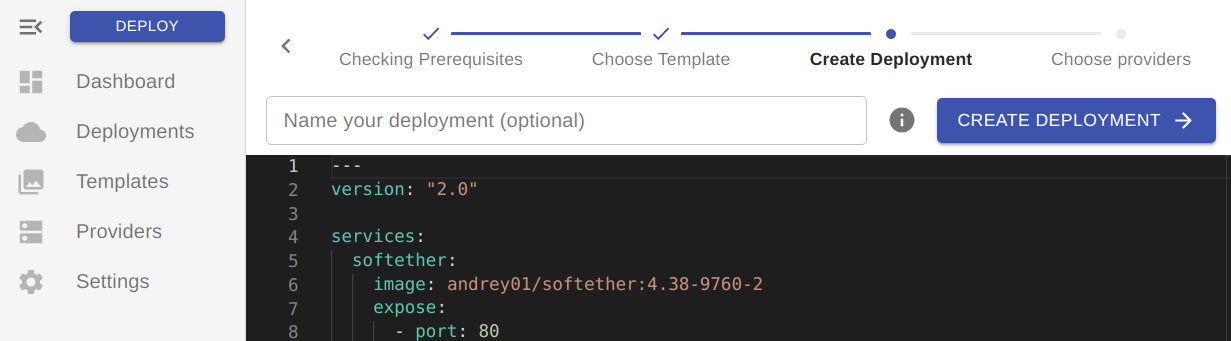 DEPLOY
Dashboard
Deployments
Templates
Providers
Settings
Checking Prerequisites
Choose Template
Create Deployment
Choose providers
Name your deployment (optional)
CREATE DEPLOYMENT
1 ---
2 version: "2.0"
3
4 services:
5   softether:
6     image: andrey01/softether:4.38-9760-2
7     expose:
8       - port: 80